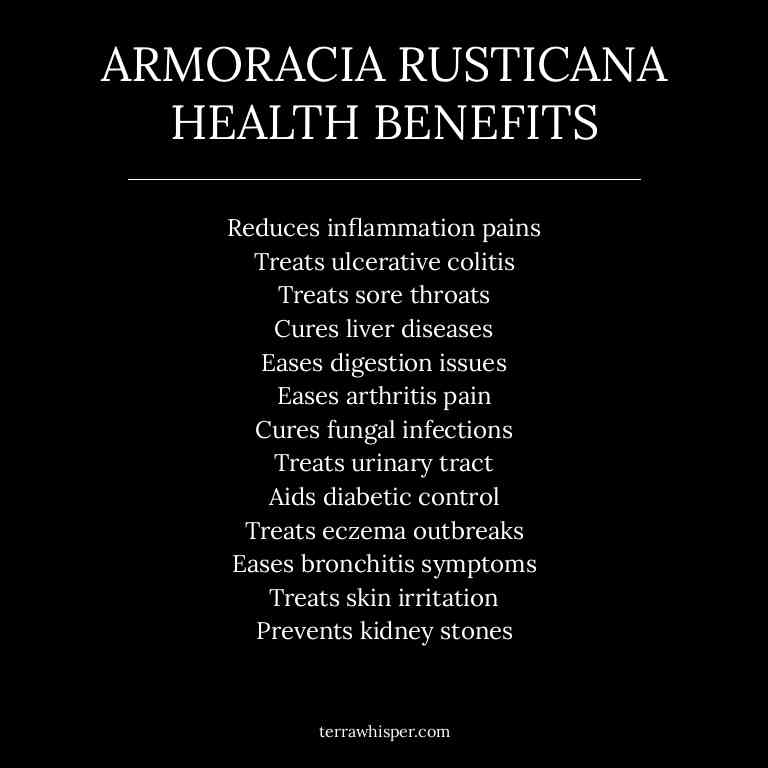 ARMORACIA RUSTICANA
HEALTH BENEFITS
Reduces inflammation pains
Treats ulcerative colitis
Treats sore throats
Cures liver diseases
Eases digestion issues
Eases arthritis pain
Cures fungal infections
Treats urinary tract
Aids diabetic control
Treats eczema outbreaks
Eases bronchitis symptoms
Treats skin irritation
Prevents kidney stones
terrawhisper.com